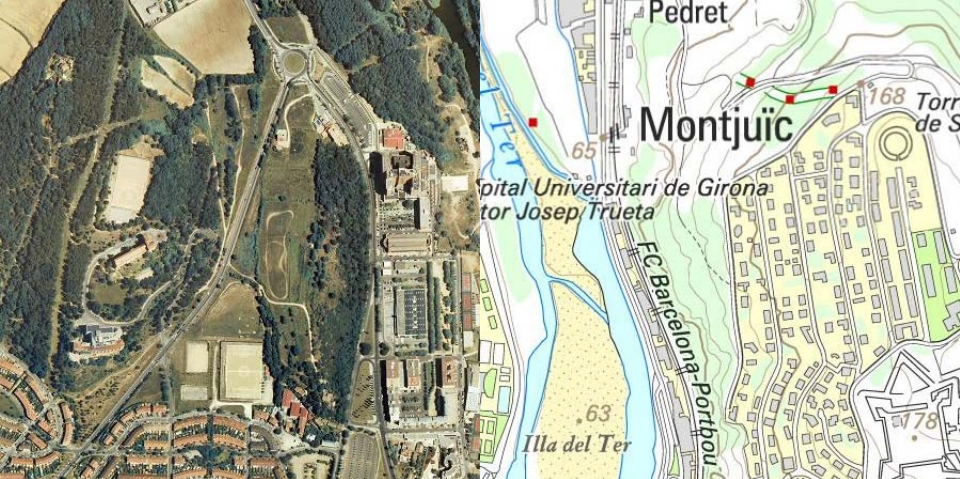 Pedret
168
Torr
de S
Montjuïc
65
Ter
pital Universitari de Girona
tor Josep Trueta
FC Barcelona-Portbou
63
Illa del Ter
178